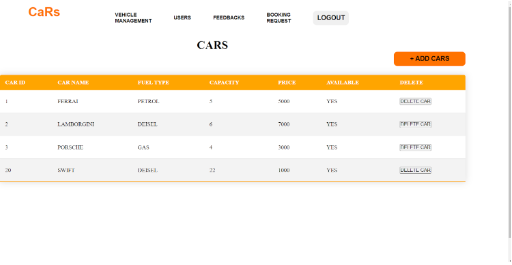 CaRs
VEHICLE MANAGEMENT USERS FEEDBACKS BOOKING REQUEST LOGOUT
CARS
+ ADD CARS
CAR ID CAR NAME FUEL TYPE CAPACITY PRICE AVAILABLE DELETE
1 FERRAI PETROL 5 5000 YES DELETE CAR
2 LAMBORGINI DEISEL 6 7000 YES DELETE CAR
3 PORSCHE GAS 4 3000 YES DELETE CAR
20 SWIFT DEISEL 22 1000 YES DELETE CAR